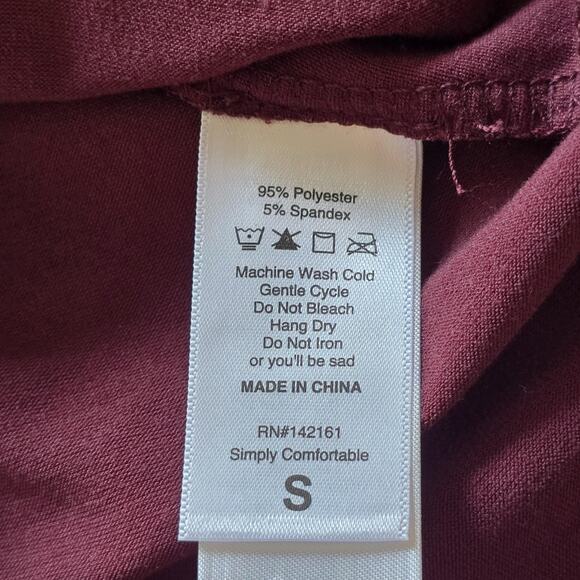 95% Polyester
5% Spandex
Machine Wash Cold
Gentle Cycle
Do Not Bleach
Hang Dry
Do Not Iron
or you'll be sad
MADE IN CHINA
RN#142161
Simply Comfortable
S